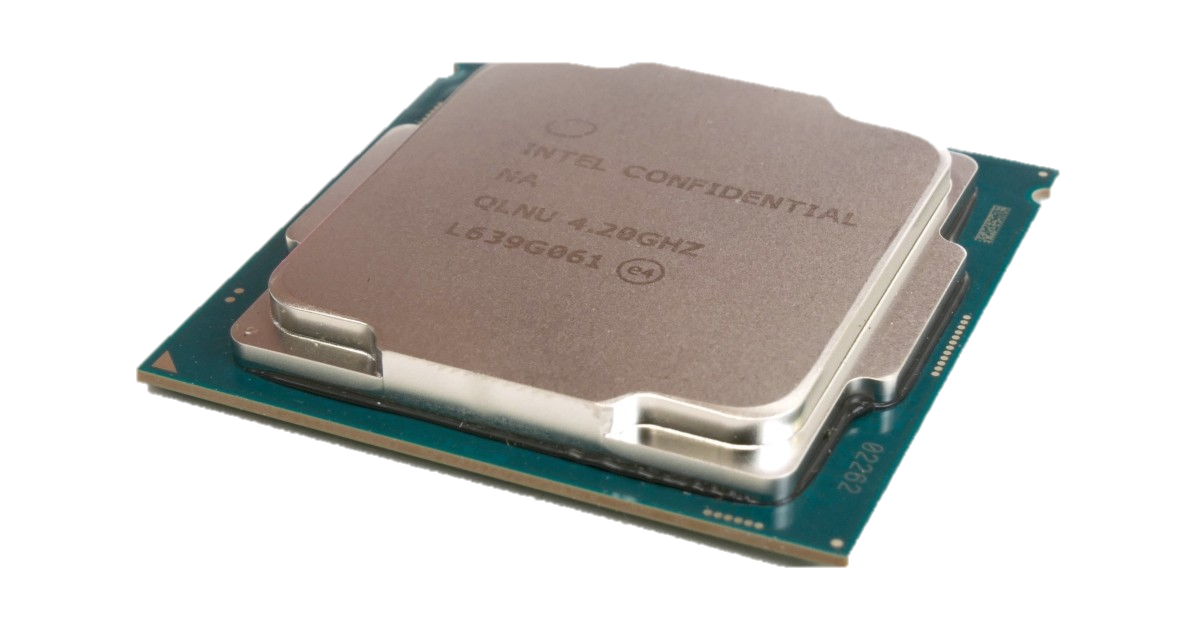 INTEL CONFIDENTIAL
NA
QLNU 4.20GHZ
L639G061 e4
02262